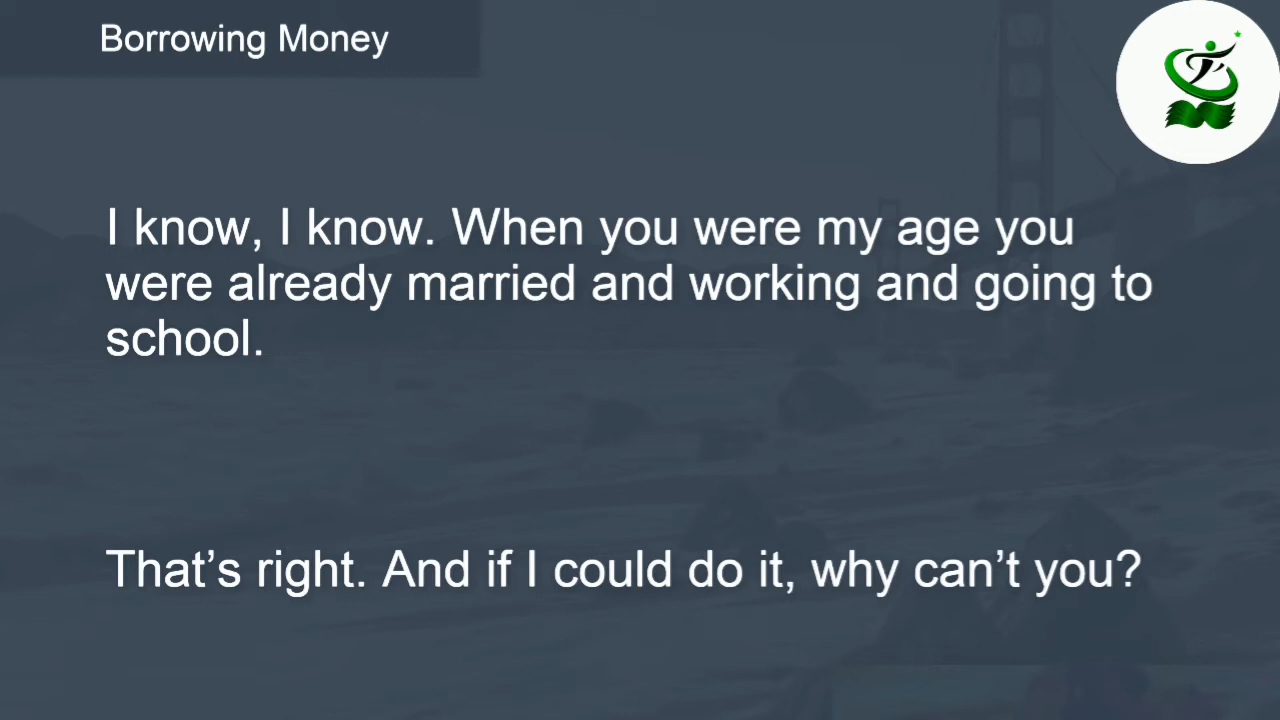 Borrowing Money
I know, I know. When you were my age you
were already married and working and going to
school.
That’s right. And if I could do it, why can’t you?